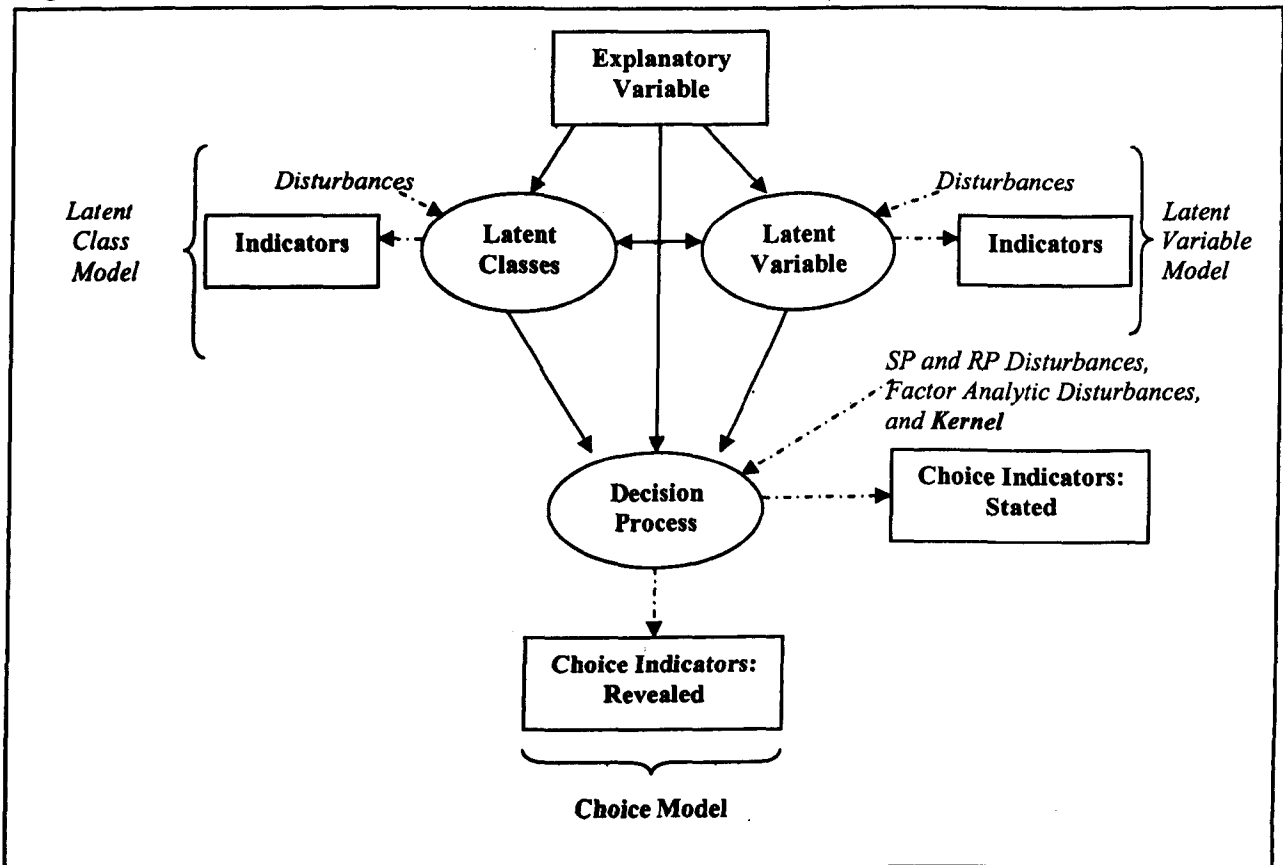 Explanatory
Variable
Disturbances
Disturbances
Latent
Class
Model
Indicators
Latent
Classes
Latent
Variable
Indicators
Latent
Variable
Model
SP and RP Disturbances,
Factor Analytic Disturbances,
and Kernel
Decision
Process
Choice Indicators:
Stated
Choice Indicators:
Revealed
Choice Model